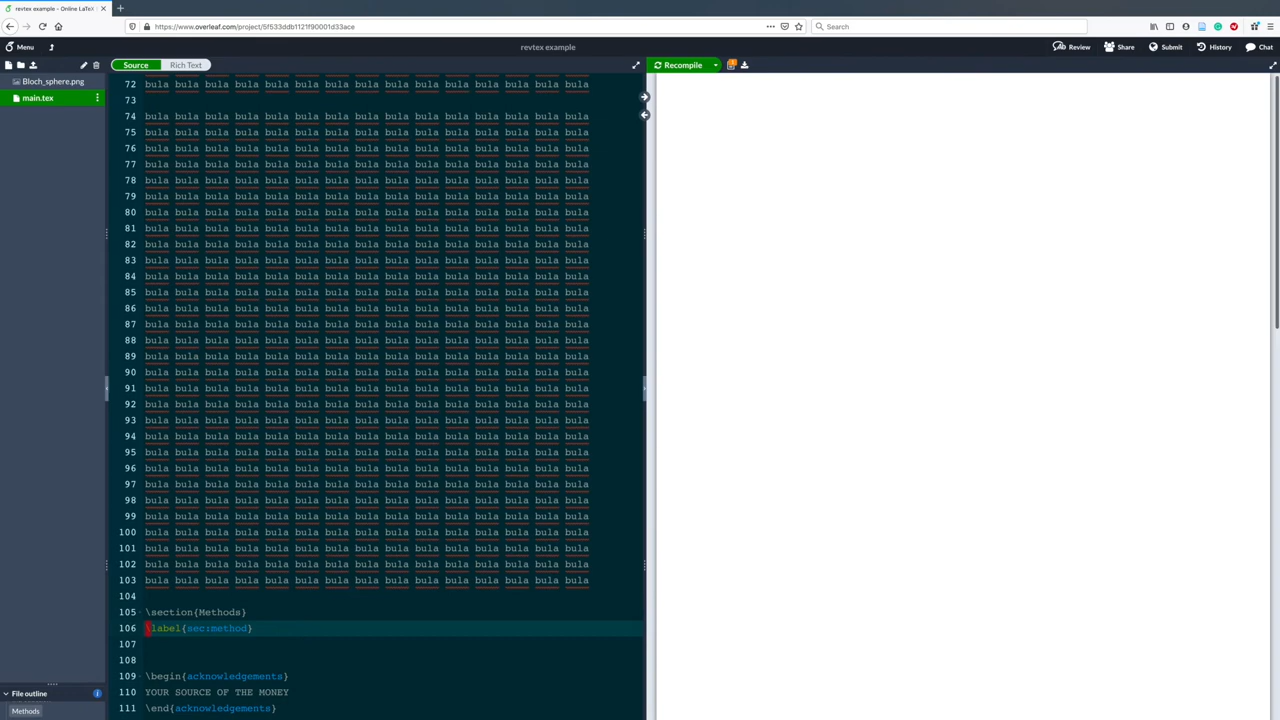 revtex example - Online LaTeX
https://www.overleaf.com/project/5f533ddb1121f90001d33ace
Search
Menu
revtex example
Review
Share
Submit
History
Chat
Source
Rich Text
Recompile
Bloch_sphere.png
main.tex
72 bula bula bula bula bula bula bula bula bula bula bula bula bula bula bula
73
74 bula bula bula bula bula bula bula bula bula bula bula bula bula bula bula
75 bula bula bula bula bula bula bula bula bula bula bula bula bula bula bula
76 bula bula bula bula bula bula bula bula bula bula bula bula bula bula bula
77 bula bula bula bula bula bula bula bula bula bula bula bula bula bula bula
78 bula bula bula bula bula bula bula bula bula bula bula bula bula bula bula
79 bula bula bula bula bula bula bula bula bula bula bula bula bula bula bula
80 bula bula bula bula bula bula bula bula bula bula bula bula bula bula bula
81 bula bula bula bula bula bula bula bula bula bula bula bula bula bula bula
82 bula bula bula bula bula bula bula bula bula bula bula bula bula bula bula
83 bula bula bula bula bula bula bula bula bula bula bula bula bula bula bula
84 bula bula bula bula bula bula bula bula bula bula bula bula bula bula bula
85 bula bula bula bula bula bula bula bula bula bula bula bula bula bula bula
86 bula bula bula bula bula bula bula bula bula bula bula bula bula bula bula
87 bula bula bula bula bula bula bula bula bula bula bula bula bula bula bula
88 bula bula bula bula bula bula bula bula bula bula bula bula bula bula bula
89 bula bula bula bula bula bula bula bula bula bula bula bula bula bula bula
90 bula bula bula bula bula bula bula bula bula bula bula bula bula bula bula
91 bula bula bula bula bula bula bula bula bula bula bula bula bula bula bula
92 bula bula bula bula bula bula bula bula bula bula bula bula bula bula bula
93 bula bula bula bula bula bula bula bula bula bula bula bula bula bula bula
94 bula bula bula bula bula bula bula bula bula bula bula bula bula bula bula
95 bula bula bula bula bula bula bula bula bula bula bula bula bula bula bula
96 bula bula bula bula bula bula bula bula bula bula bula bula bula bula bula
97 bula bula bula bula bula bula bula bula bula bula bula bula bula bula bula
98 bula bula bula bula bula bula bula bula bula bula bula bula bula bula bula
99 bula bula bula bula bula bula bula bula bula bula bula bula bula bula bula
100 bula bula bula bula bula bula bula bula bula bula bula bula bula bula bula
101 bula bula bula bula bula bula bula bula bula bula bula bula bula bula bula
102 bula bula bula bula bula bula bula bula bula bula bula bula bula bula bula
103 bula bula bula bula bula bula bula bula bula bula bula bula bula bula bula
104
105 \section{Methods}
106 \label{sec:method}
107
108
109 \begin{acknowledgements}
110 YOUR SOURCE OF THE MONEY
111 \end{acknowledgements}
File outline
Methods